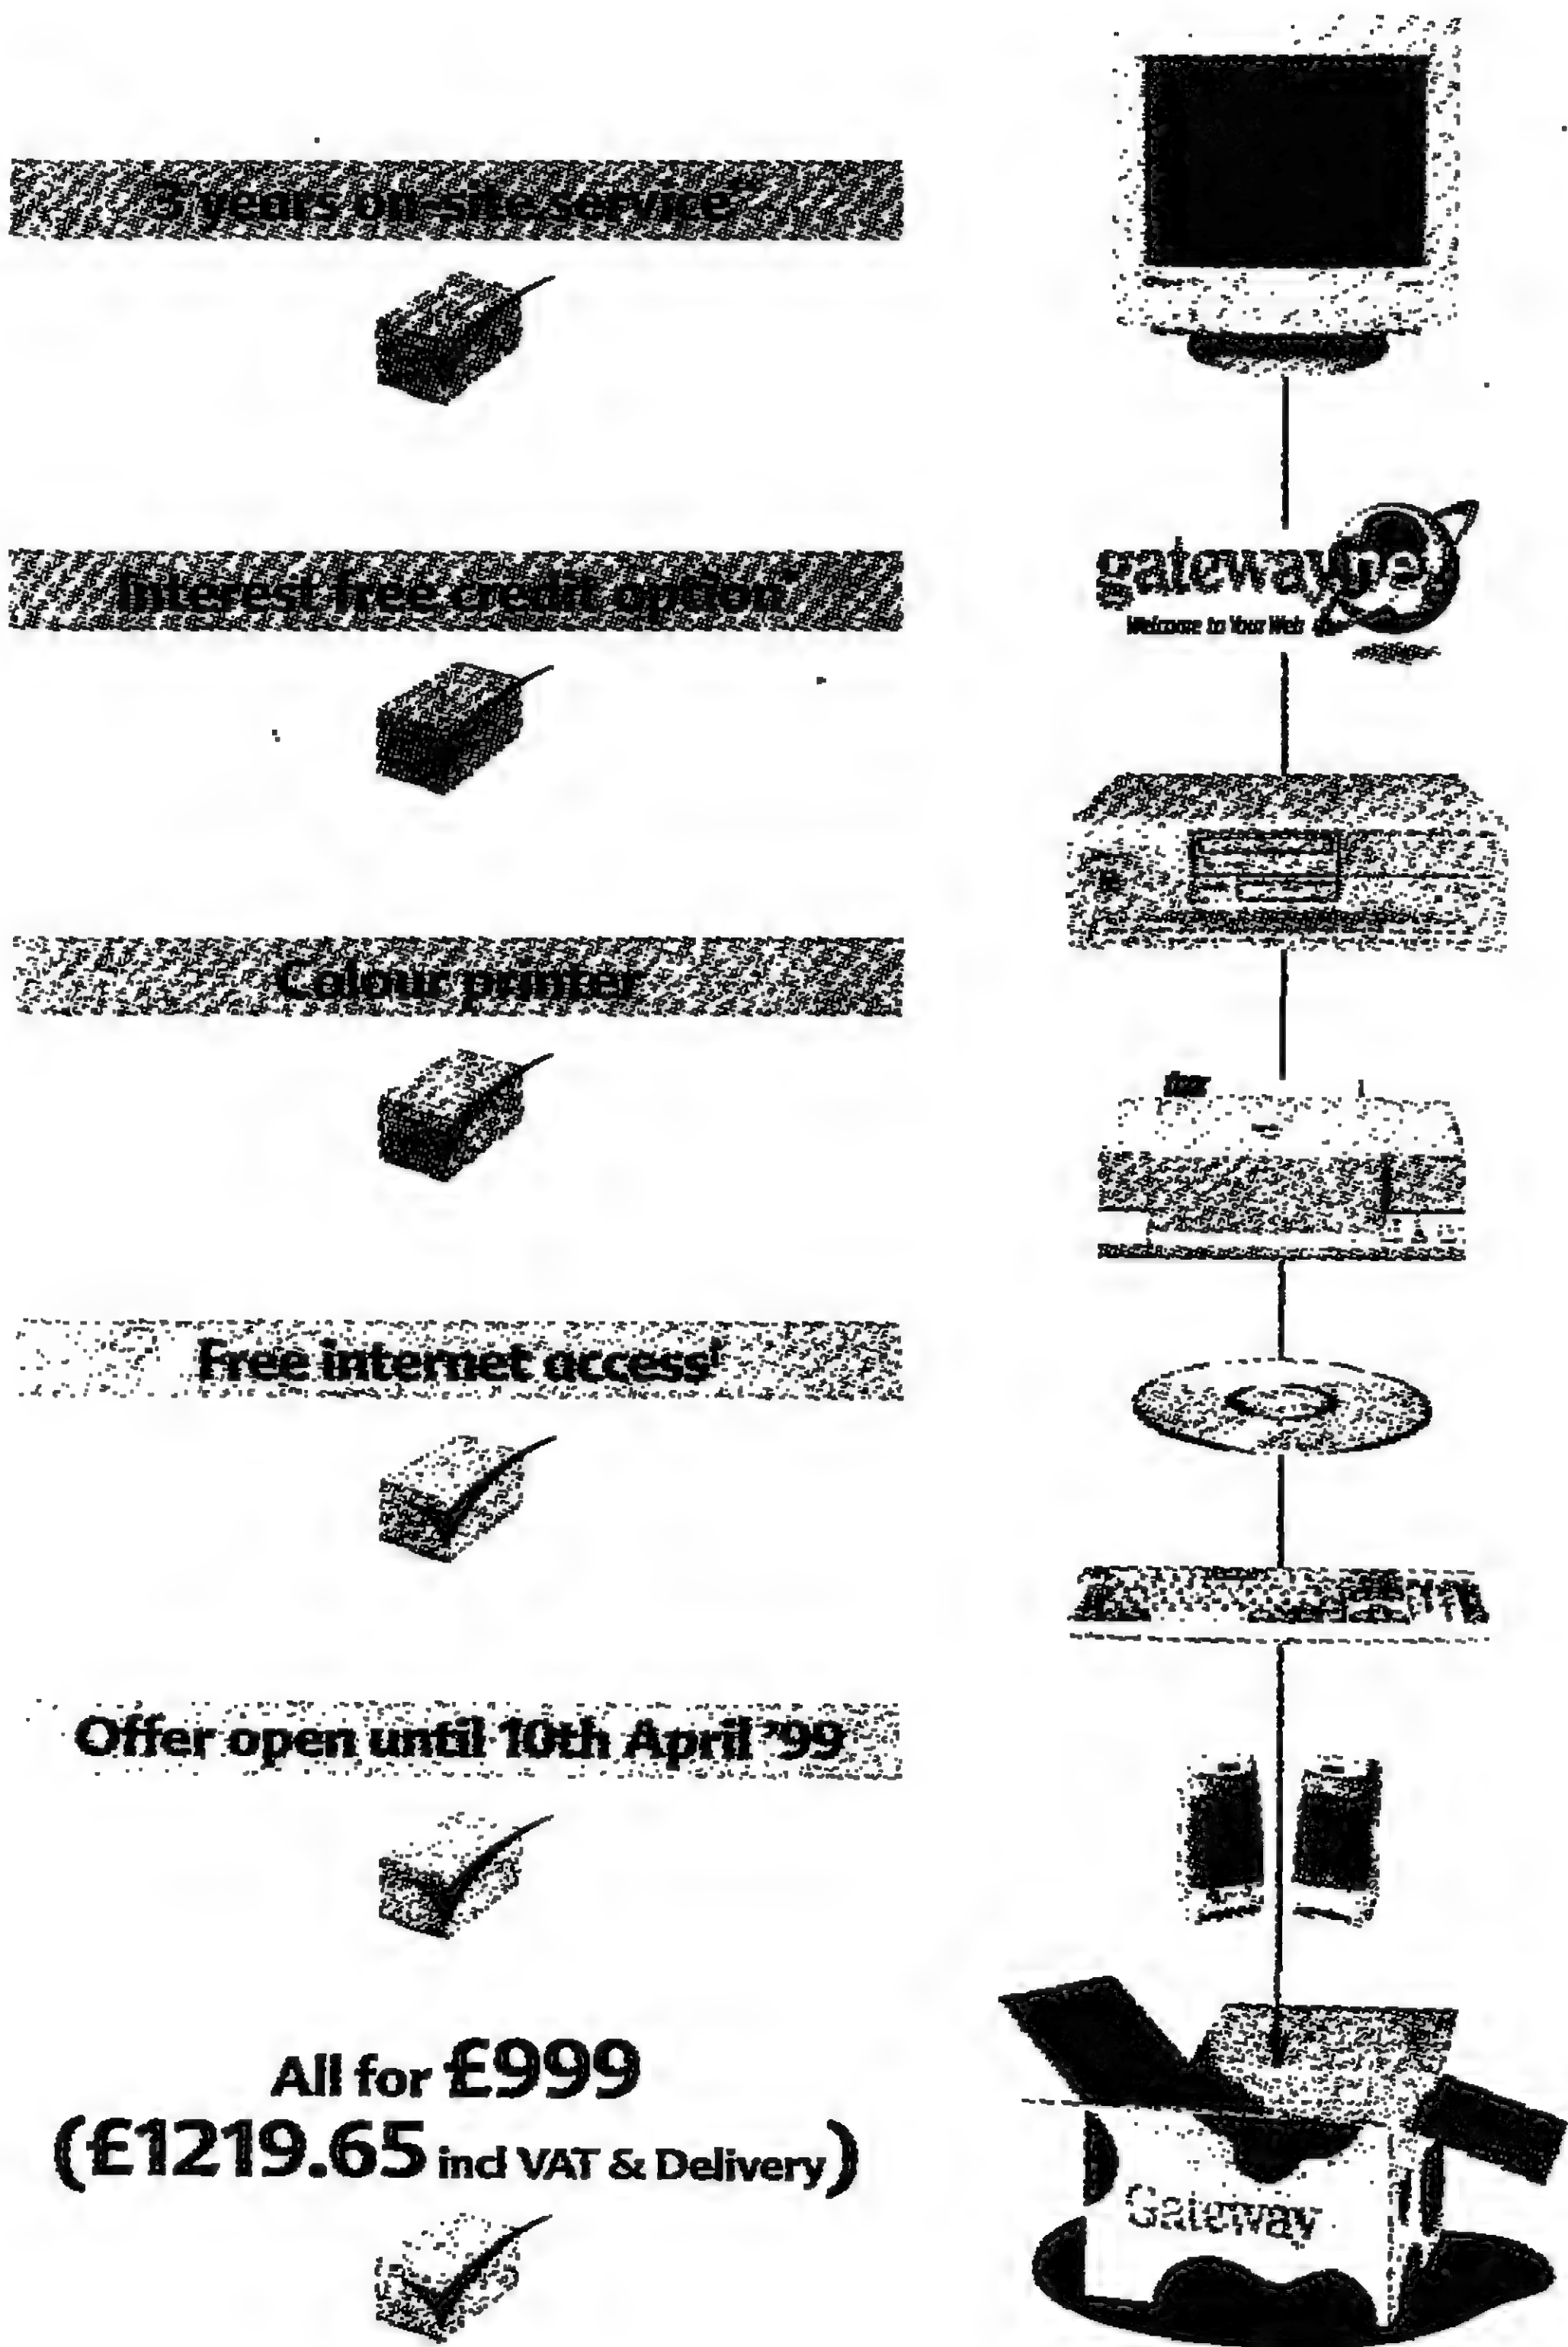 3 years on-site service
Interest free credit option*
Colour printer
Free internet access†
Offer open until 10th April '99
All for £999
(£1219.65 incl VAT & Delivery)
gateway
Welcome to Your Web
free
Gateway